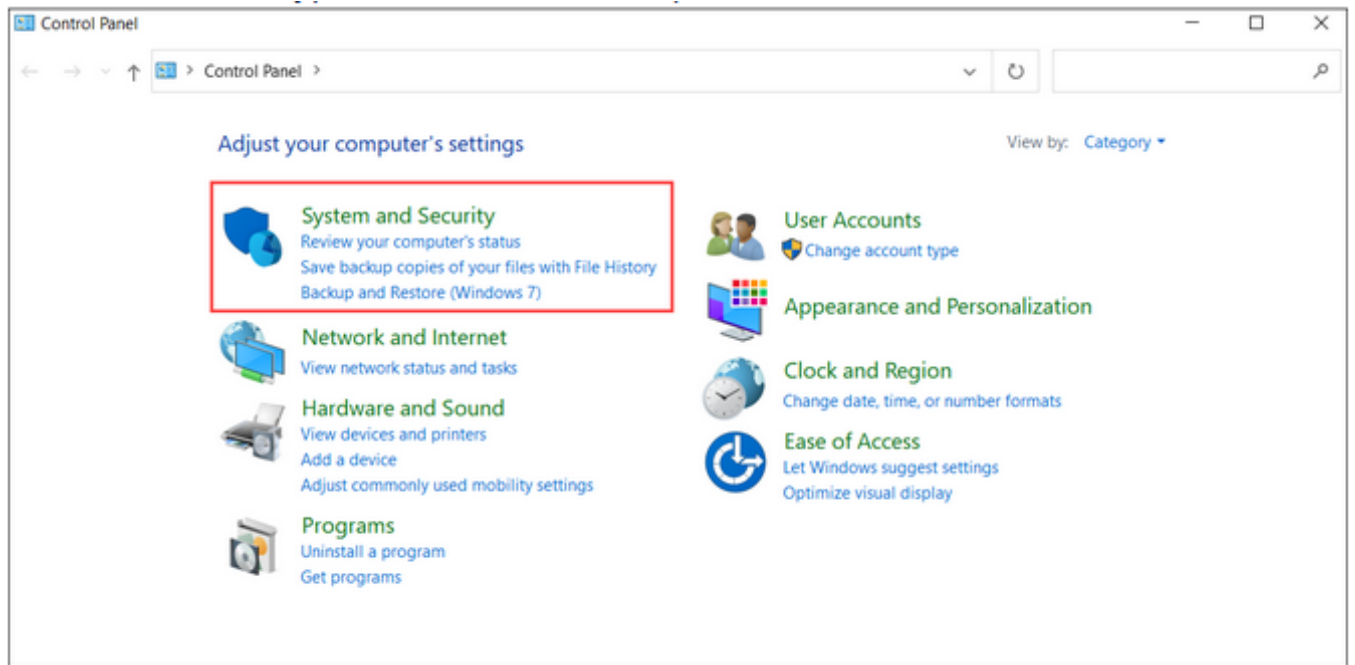 Control Panel
Control Panel
Adjust your computer's settings
View by: Category
System and Security
Review your computer's status
Save backup copies of your files with File History
Backup and Restore (Windows 7)
Network and Internet
View network status and tasks
Hardware and Sound
View devices and printers
Add a device
Adjust commonly used mobility settings
Programs
Uninstall a program
Get programs
User Accounts
Change account type
Appearance and Personalization
Clock and Region
Change date, time, or number formats
Ease of Access
Let Windows suggest settings
Optimize visual display